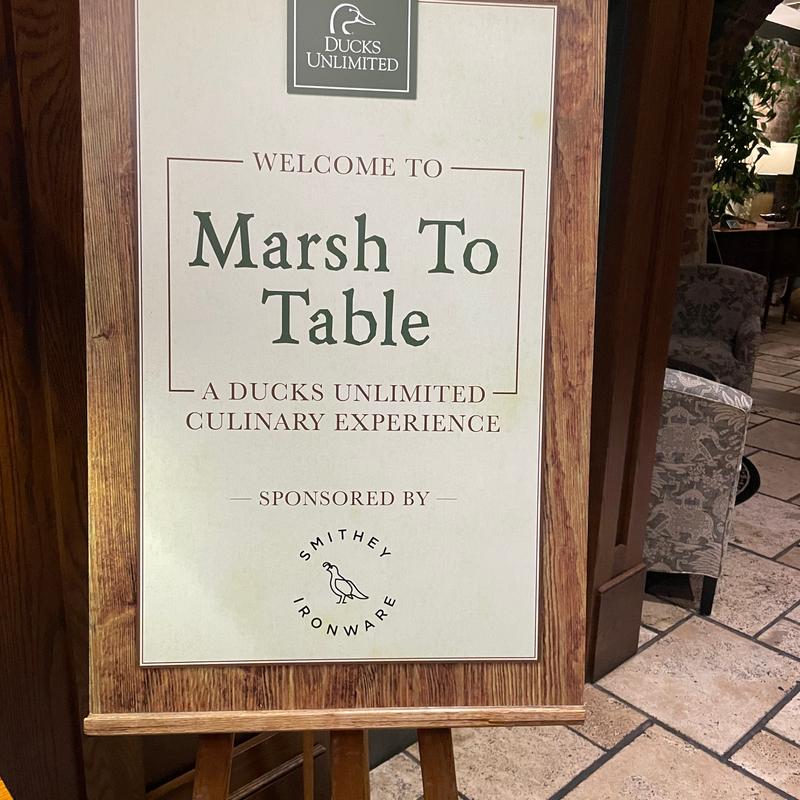 DUCKS
UNLIMITED
WELCOME TO
Marsh To
Table
A DUCKS UNLIMITED
CULINARY EXPERIENCE
SPONSORED BY
SMITHEY
IRONWARE